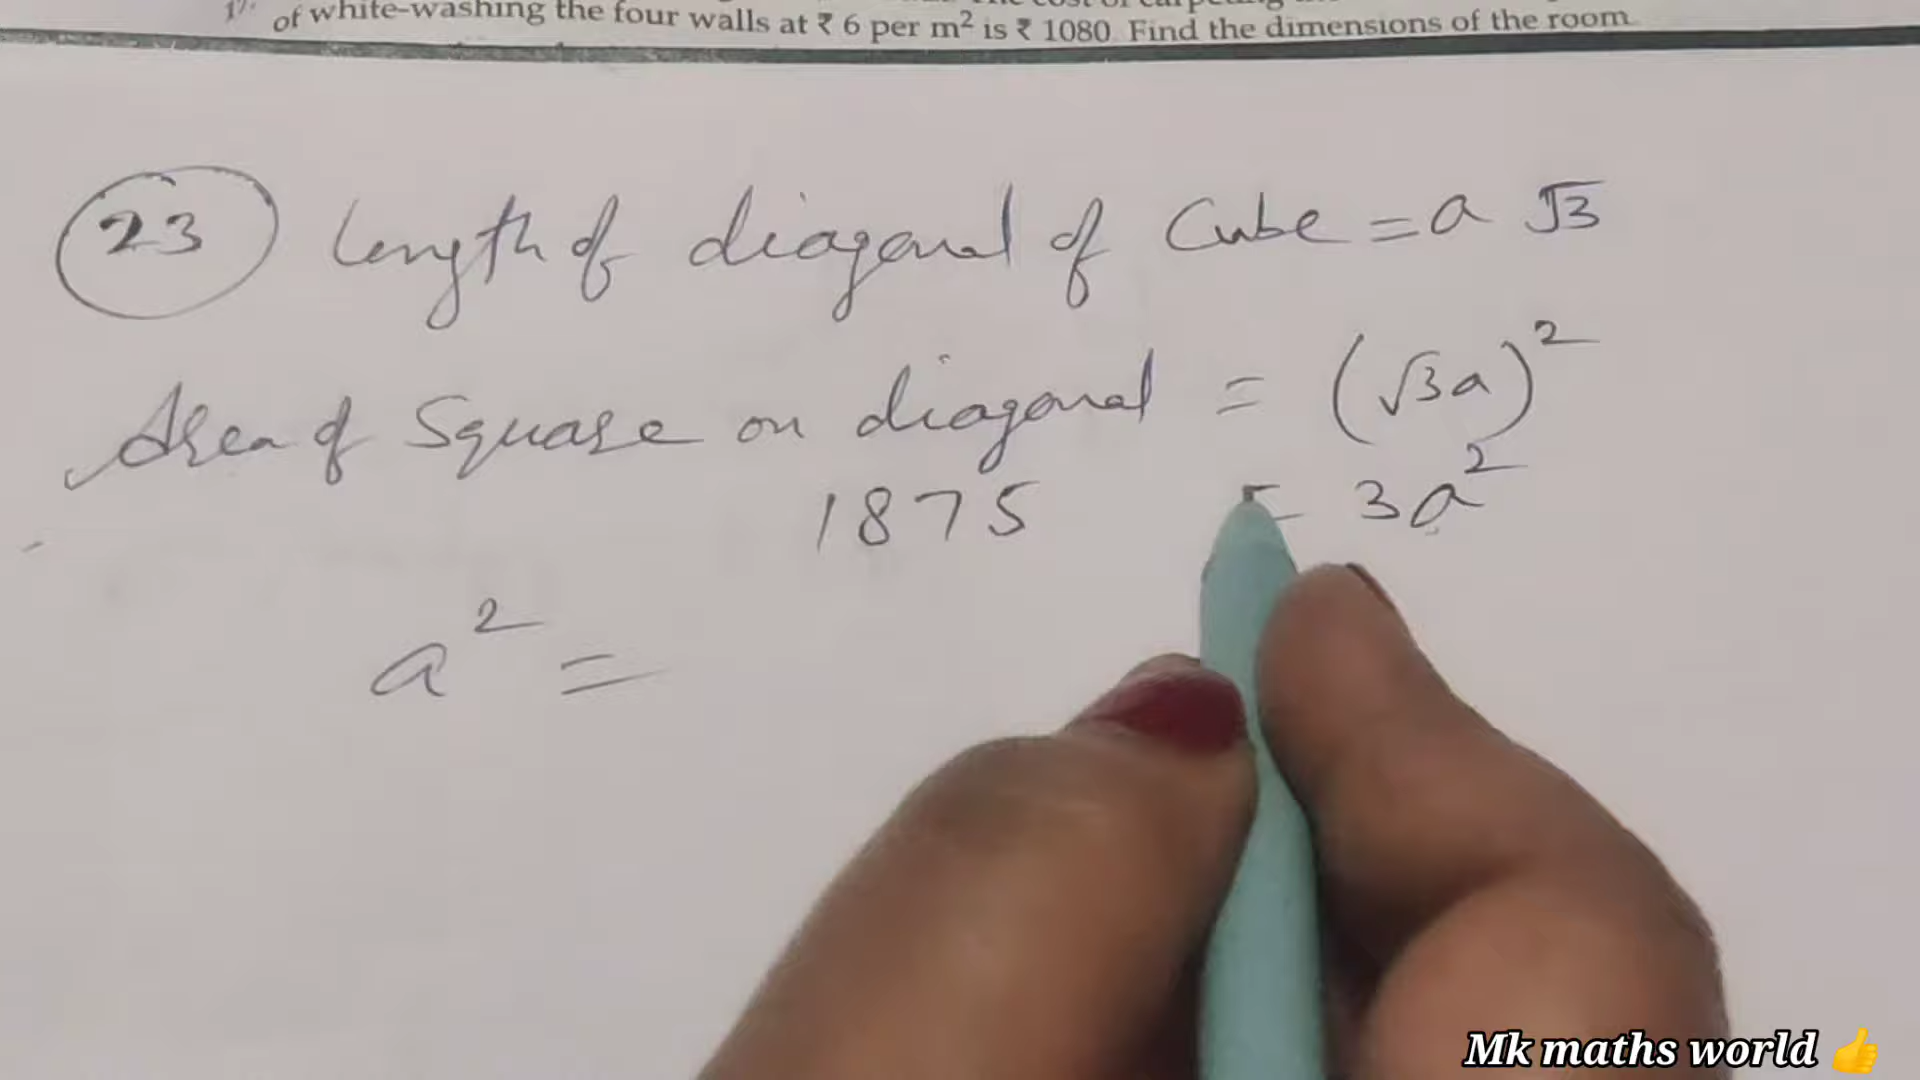 of white-washing the four walls at ₹ 6 per m² is ₹ 1080. Find the dimensions of the room
23 Length of diagonal of Cube = a √3
Area of Square on diagonal = (√3a)²
1875 = 3a²
a² =
Mk maths world 👍